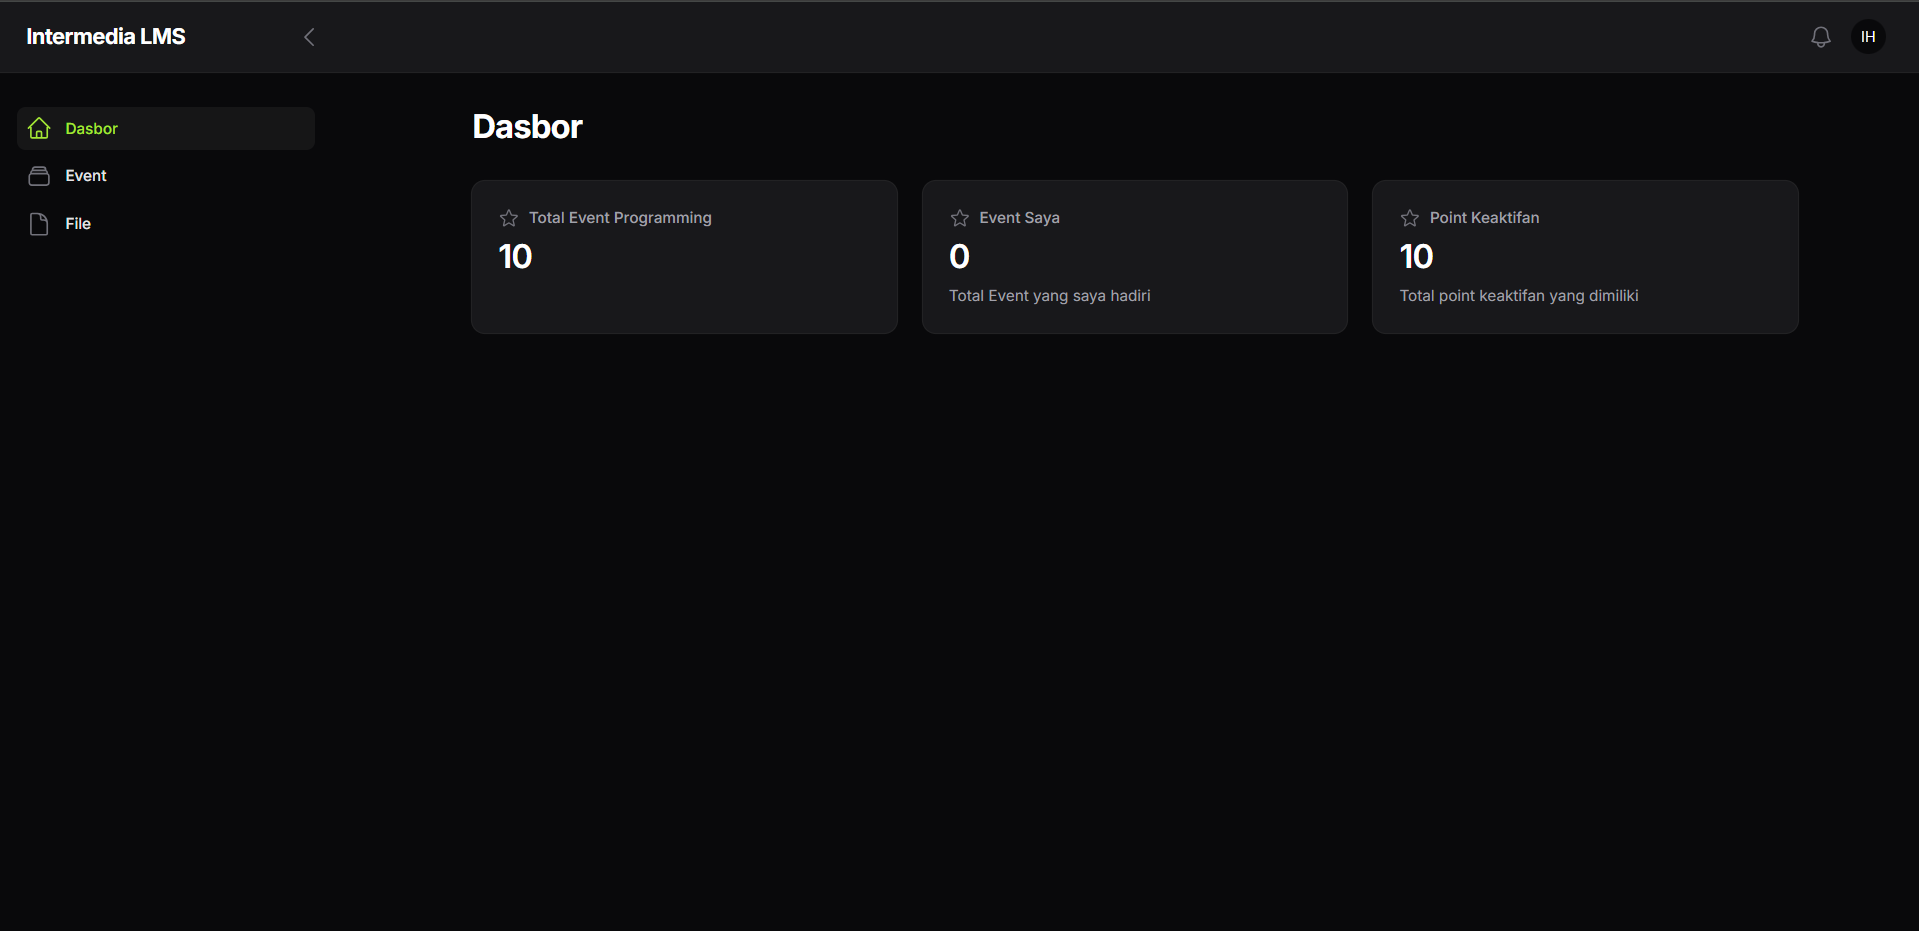 Intermedia LMS
IH
Dasbor
Event
File
Dasbor
Total Event Programming
10
Event Saya
0
Total Event yang saya hadiri
Point Keaktifan
10
Total point keaktifan yang dimiliki